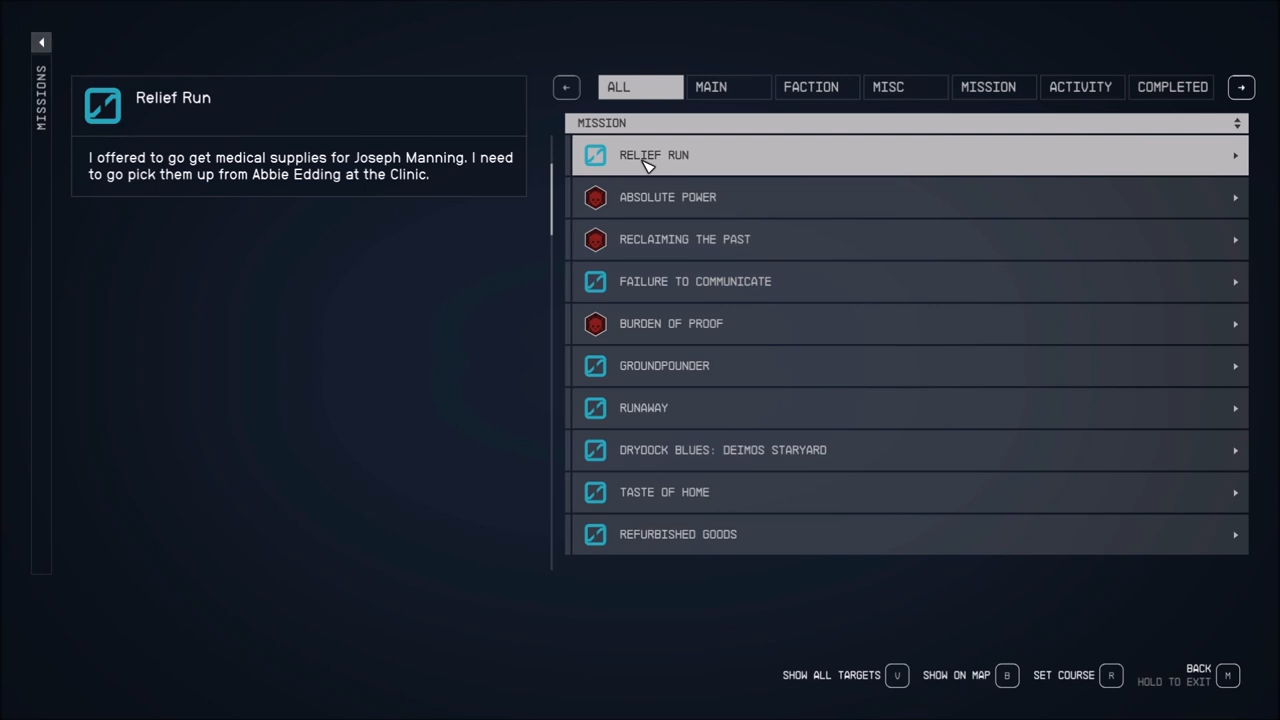 MISSIONS
Relief Run
I offered to go get medical supplies for Joseph Manning. I need
to go pick them up from Abbie Edding at the Clinic.
ALL MAIN FACTION MISC MISSION ACTIVITY COMPLETED
MISSION
RELIEF RUN
ABSOLUTE POWER
RECLAIMING THE PAST
FAILURE TO COMMUNICATE
BURDEN OF PROOF
GROUNDPOUNDER
RUNAWAY
DRYDOCK BLUES: DEIMOS STARYARD
TASTE OF HOME
REFURBISHED GOODS
SHOW ALL TARGETS V SHOW ON MAP B SET COURSE R BACK M
HOLD TO EXIT